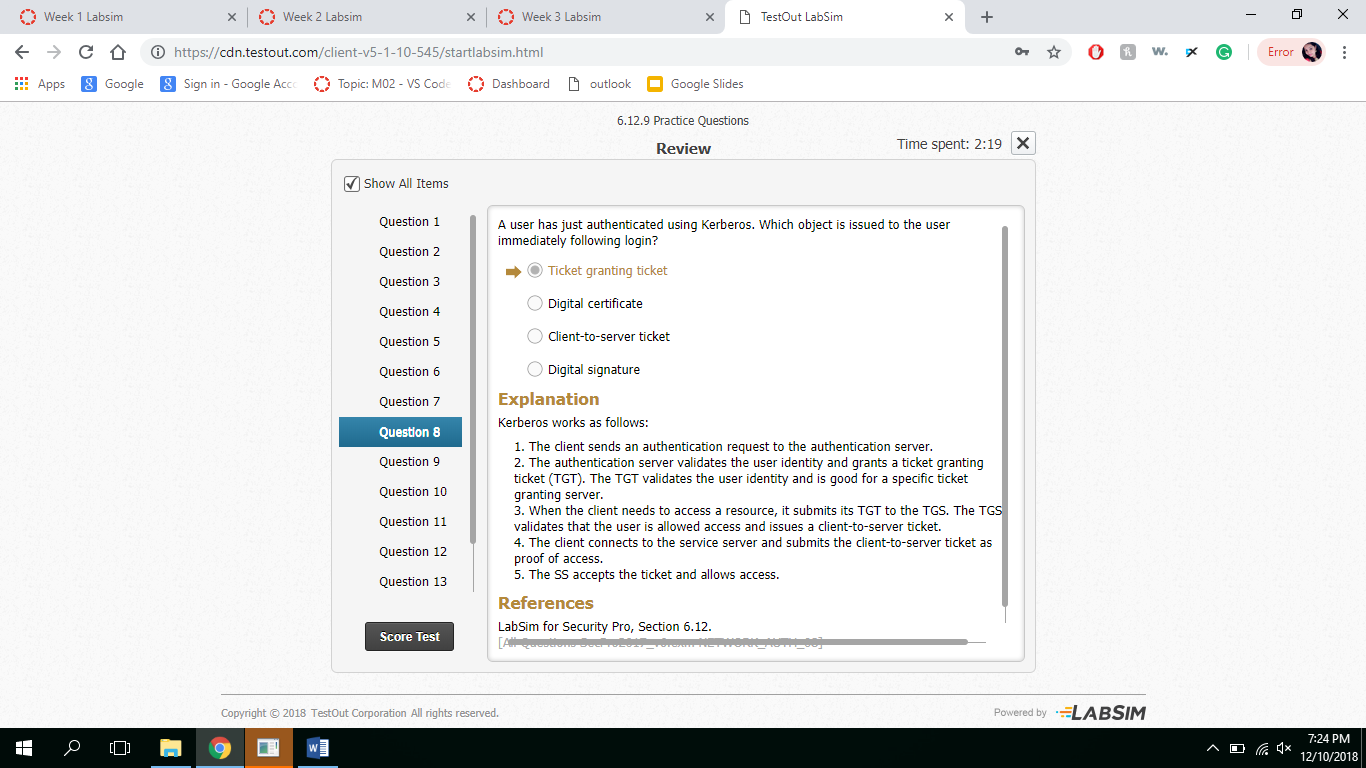 Week 1 Labsim
Week 2 Labsim
Week 3 Labsim
TestOut LabSim
https://cdn.testout.com/client-v5-1-10-545/startlabsim.html
Error
Apps
Google
Sign in - Google Acco
Topic: M02 - VS Code
Dashboard
outlook
Google Slides
6.12.9 Practice Questions
Review
Time spent: 2:19
Show All Items
Question 1
Question 2
Question 3
Question 4
Question 5
Question 6
Question 7
Question 8
Question 9
Question 10
Question 11
Question 12
Question 13
Score Test
A user has just authenticated using Kerberos. Which object is issued to the user
immediately following login?
Ticket granting ticket
Digital certificate
Client-to-server ticket
Digital signature
Explanation
Kerberos works as follows:
1. The client sends an authentication request to the authentication server.
2. The authentication server validates the user identity and grants a ticket granting
ticket (TGT). The TGT validates the user identity and is good for a specific ticket
granting server.
3. When the client needs to access a resource, it submits its TGT to the TGS. The TGS
validates that the user is allowed access and issues a client-to-server ticket.
4. The client connects to the service server and submits the client-to-server ticket as
proof of access.
5. The SS accepts the ticket and allows access.
References
LabSim for Security Pro, Section 6.12.
Copyright © 2018 TestOut Corporation All rights reserved.
Powered by LABSIM
7:24 PM
12/10/2018